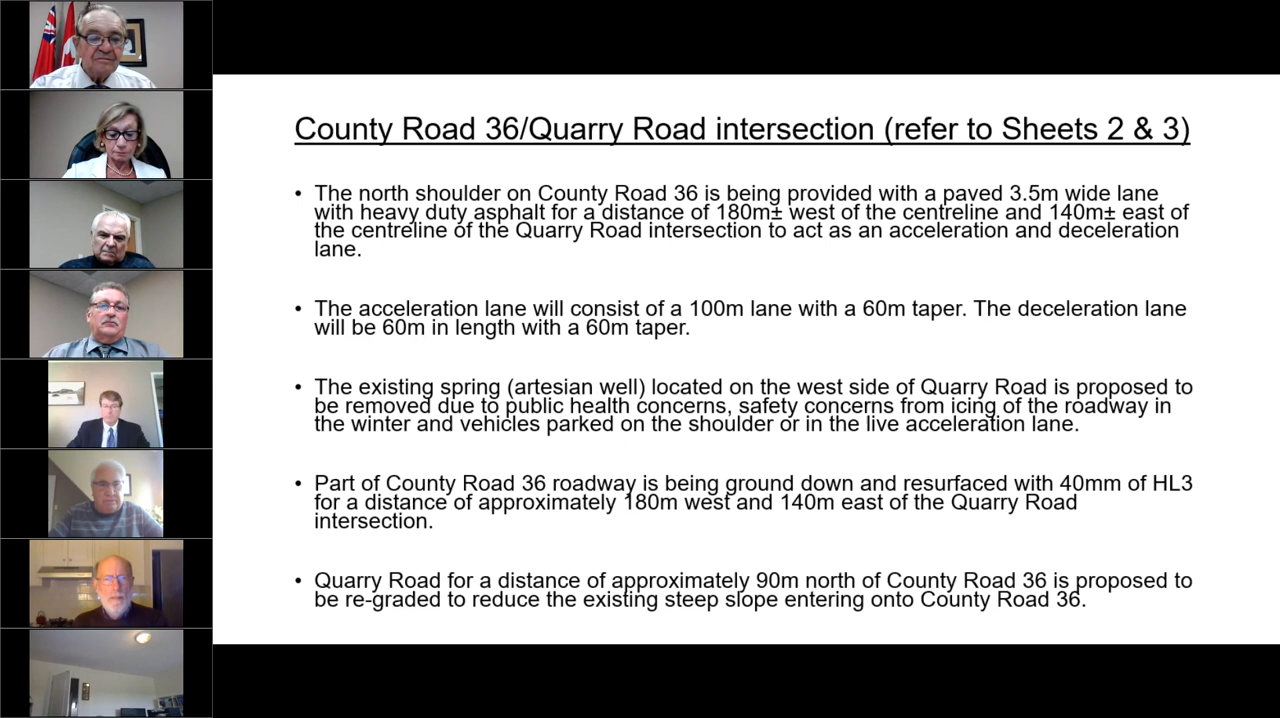 County Road 36/Quarry Road intersection (refer to Sheets 2 & 3)
• The north shoulder on County Road 36 is being provided with a paved 3.5m wide lane
with heavy duty asphalt for a distance of 180m± west of the centreline and 140m± east of
the centreline of the Quarry Road intersection to act as an acceleration and deceleration
lane.
• The acceleration lane will consist of a 100m lane with a 60m taper. The deceleration lane
will be 60m in length with a 60m taper.
• The existing spring (artesian well) located on the west side of Quarry Road is proposed to
be removed due to public health concerns, safety concerns from icing of the roadway in
the winter and vehicles parked on the shoulder or in the live acceleration lane.
• Part of County Road 36 roadway is being ground down and resurfaced with 40mm of HL3
for a distance of approximately 180m west and 140m east of the Quarry Road
intersection.
• Quarry Road for a distance of approximately 90m north of County Road 36 is proposed to
be re-graded to reduce the existing steep slope entering onto County Road 36.